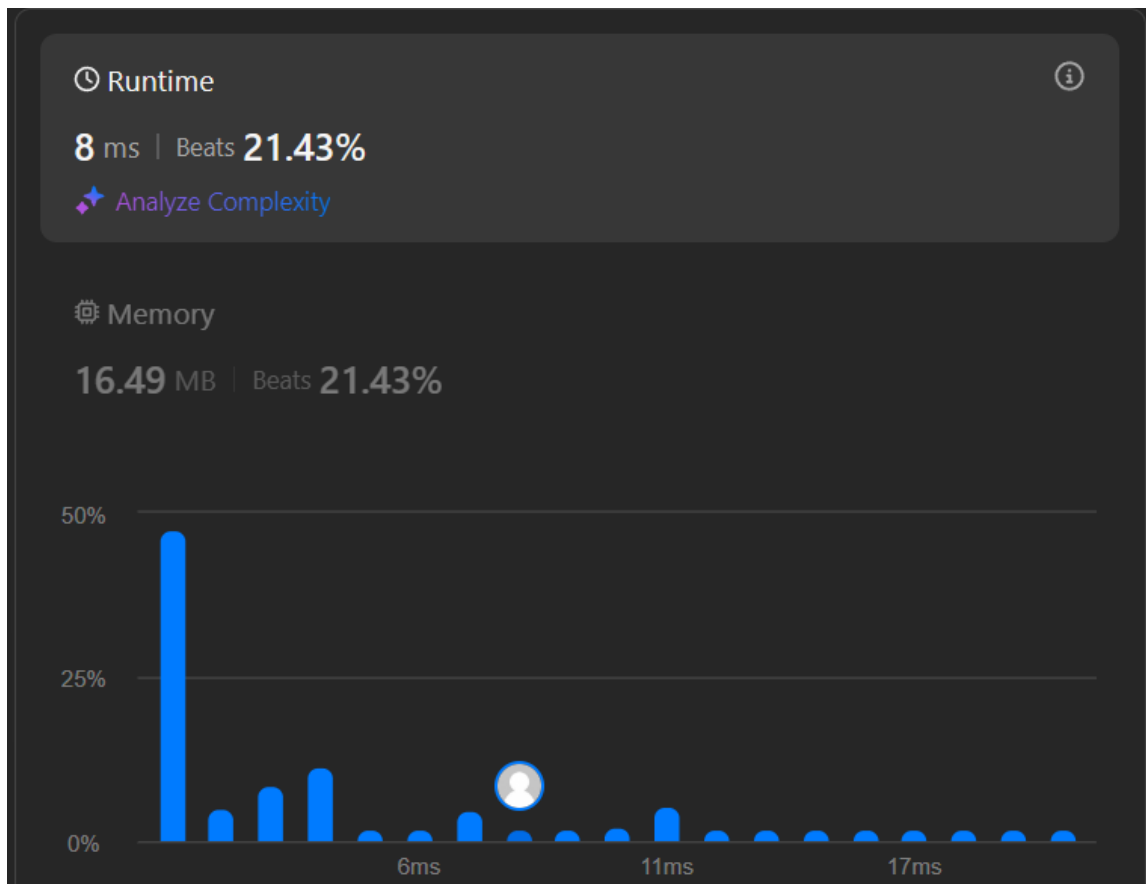 Runtime
8 ms | Beats 21.43%
Analyze Complexity
Memory
16.49 MB | Beats 21.43%
50%
25%
0%
6ms 11ms 17ms